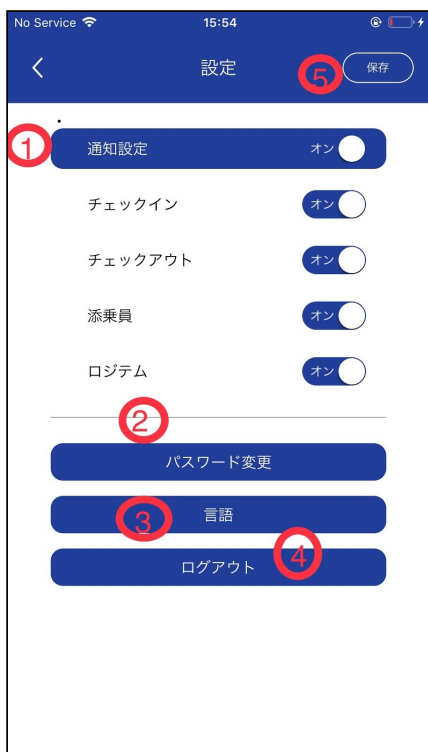 No Service 15:54
設定 5 保存
1 通知設定 オン
チェックイン オン
チェックアウト オン
添乗員 オン
ロジテム オン
2
パスワード変更
3 言語
4
ログアウト